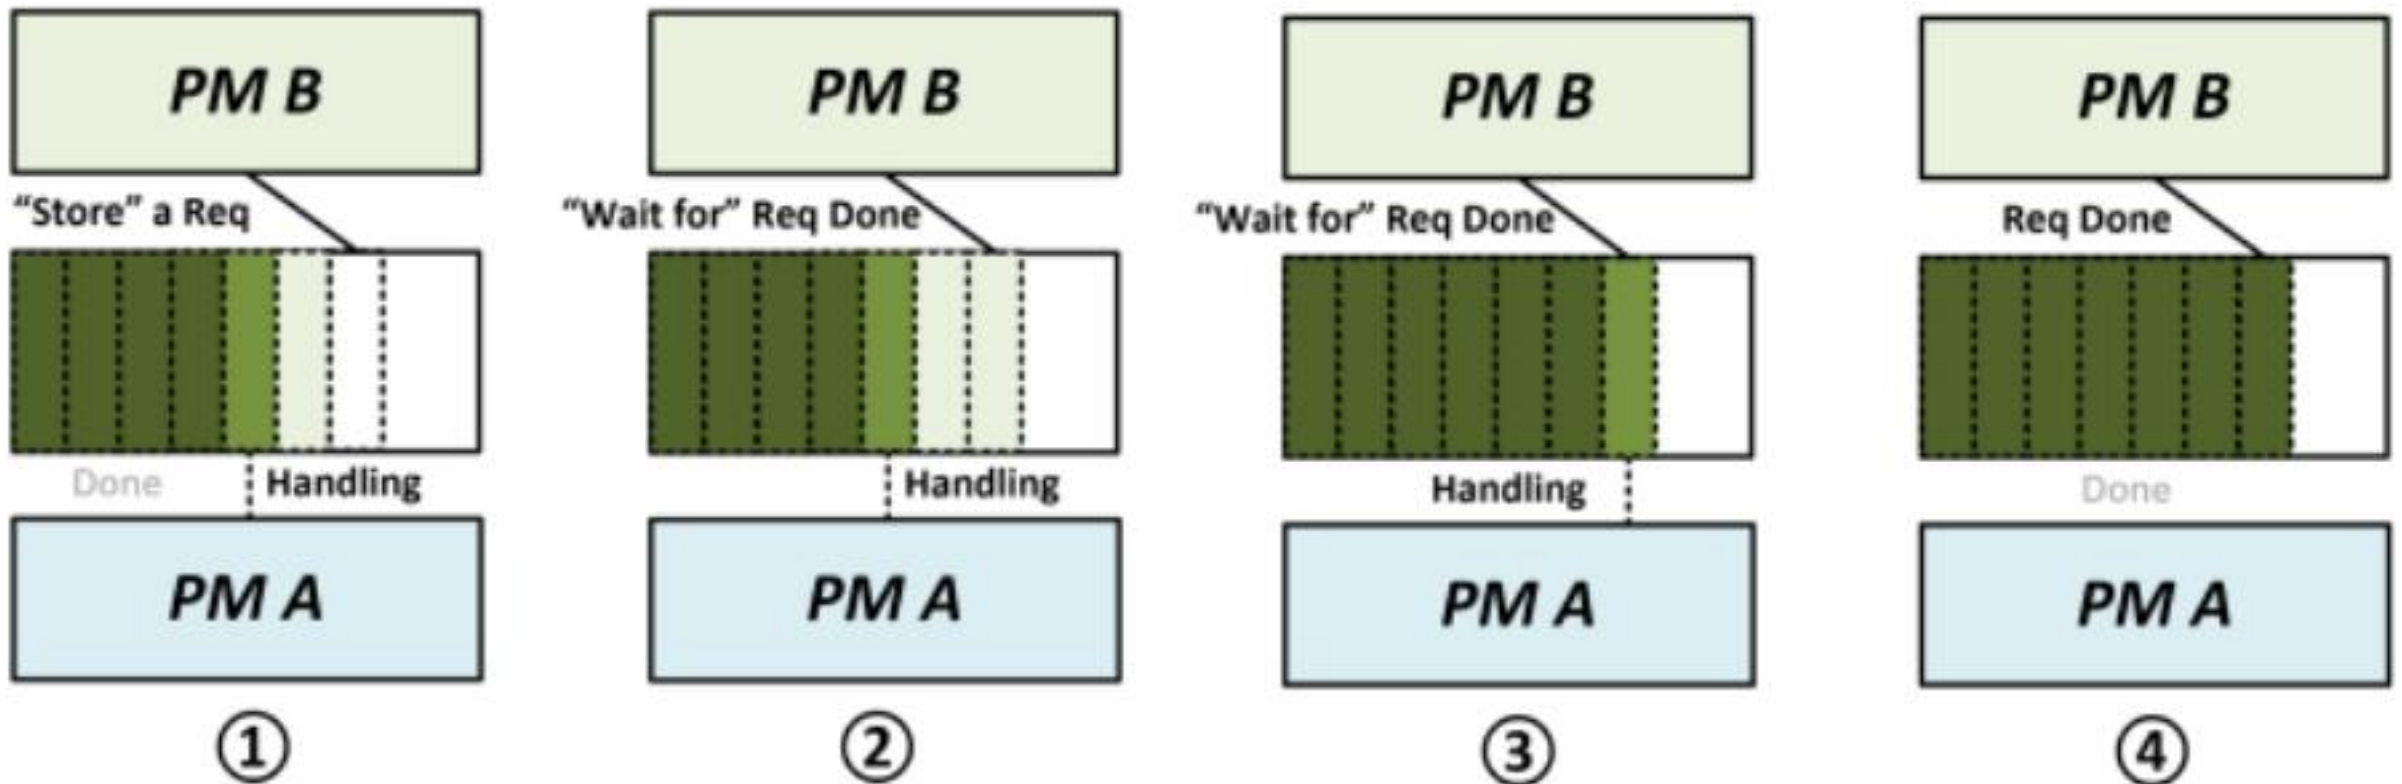 PM B
PM B
PM B
PM B
“Store” a Req
“Wait for” Req Done
“Wait for” Req Done
Req Done
Done
Handling
Handling
Handling
Done
PM A
PM A
PM A
PM A
①
②
③
④